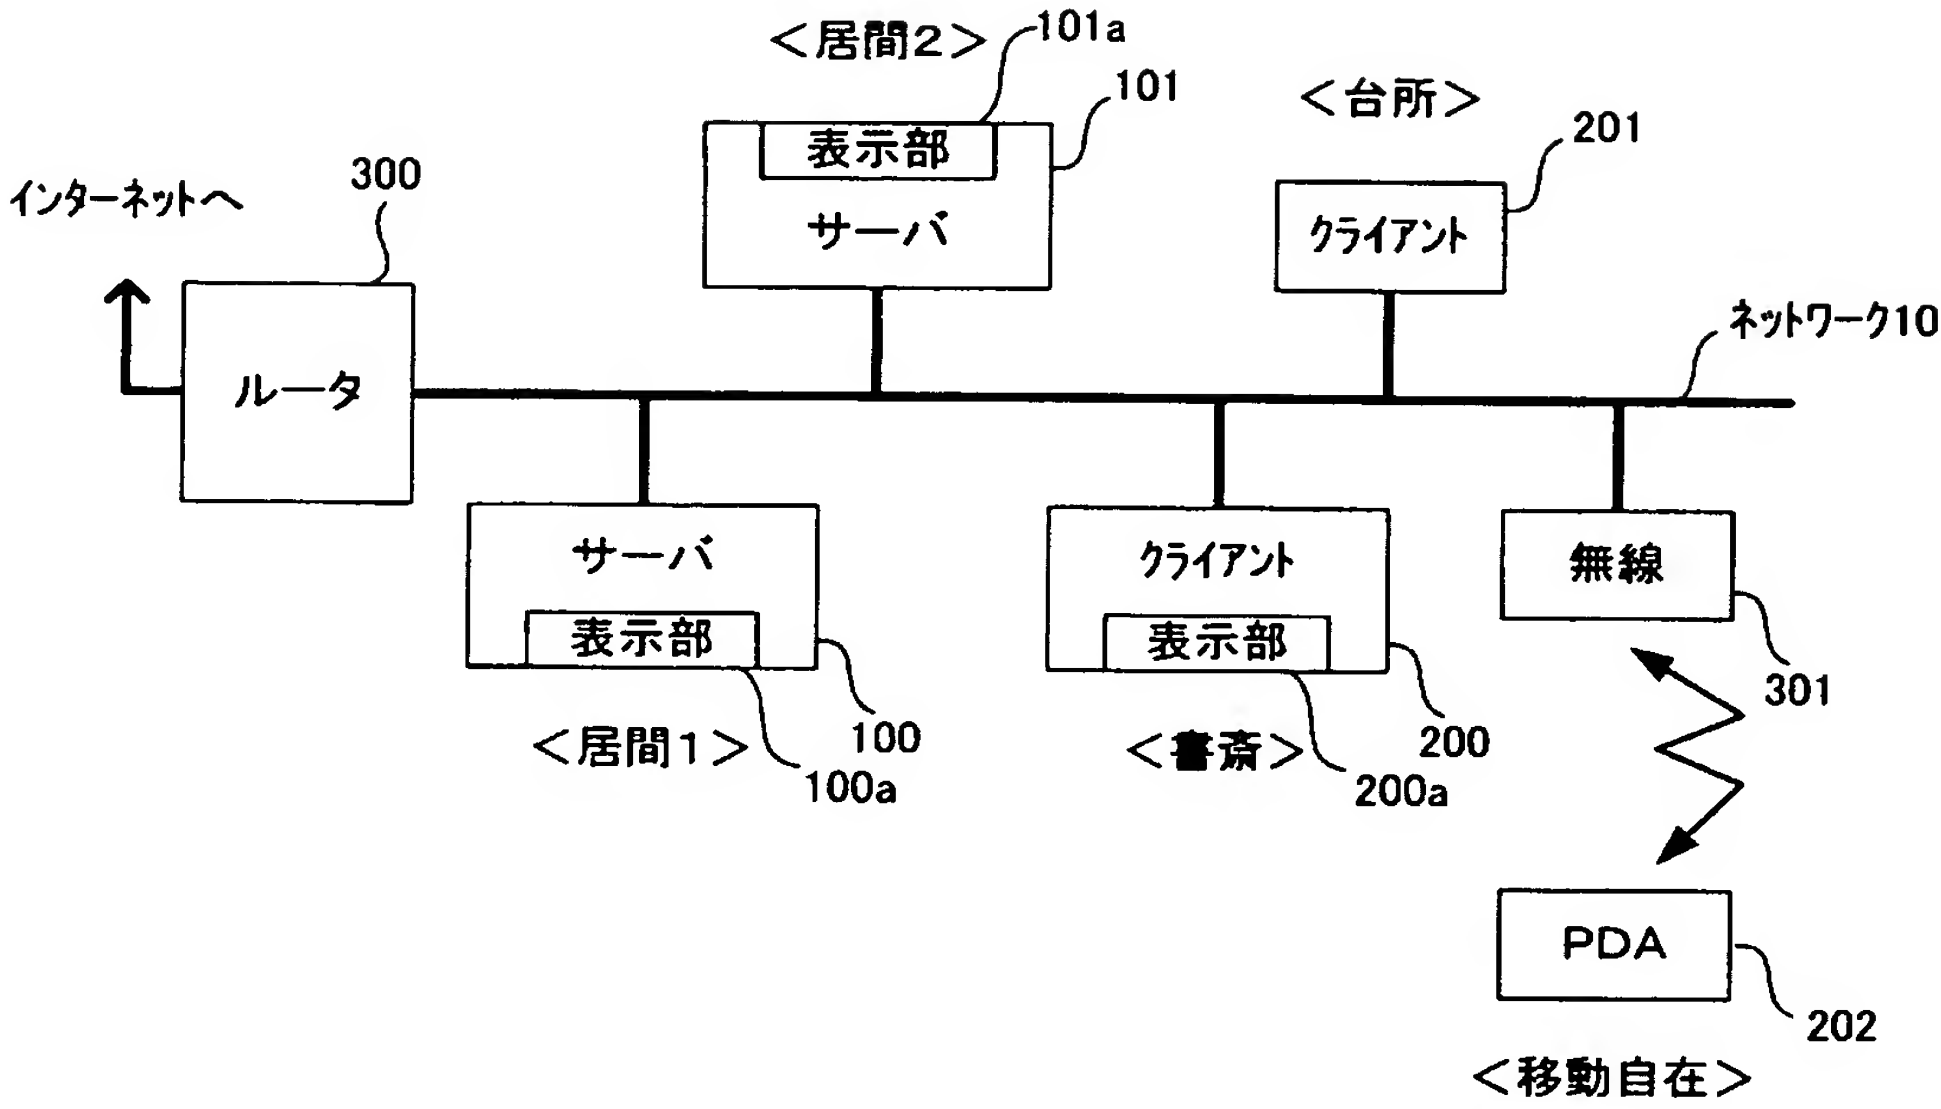 <居間2>
101a
101
表示部
サーバ
<台所>
201
クライアント
インターネットへ
300
ルータ
ネットワーク10
サーバ
表示部
100
<居間1>
100a
クライアント
表示部
200
<書斎>
200a
無線
301
PDA
202
<移動自在>